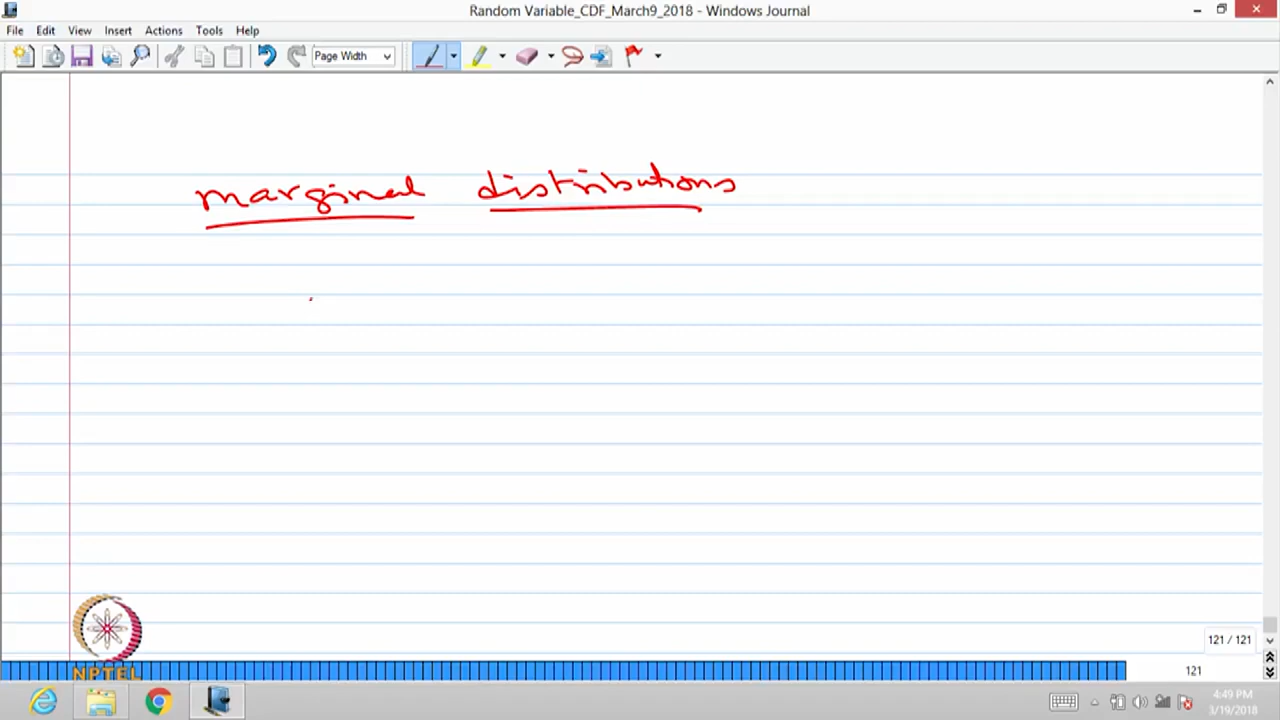 Random Variable_CDF_March9_2018 - Windows Journal
File Edit View Insert Actions Tools Help
Page Width
marginal distributions
121 / 121
NPTEL
121
4:49 PM
3/19/2018